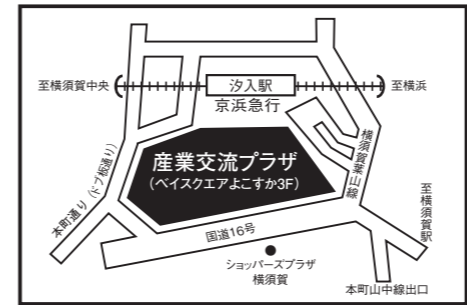 至横須賀中央
汐入駅
至横浜
京浜急行
産業交流プラザ
(ベイスクエアよこすか3F)
横須賀葉山線
本町通り(ドブ板通り)
国道16号
至横須賀駅
ショッパーズプラザ
横須賀
本町山中線出口